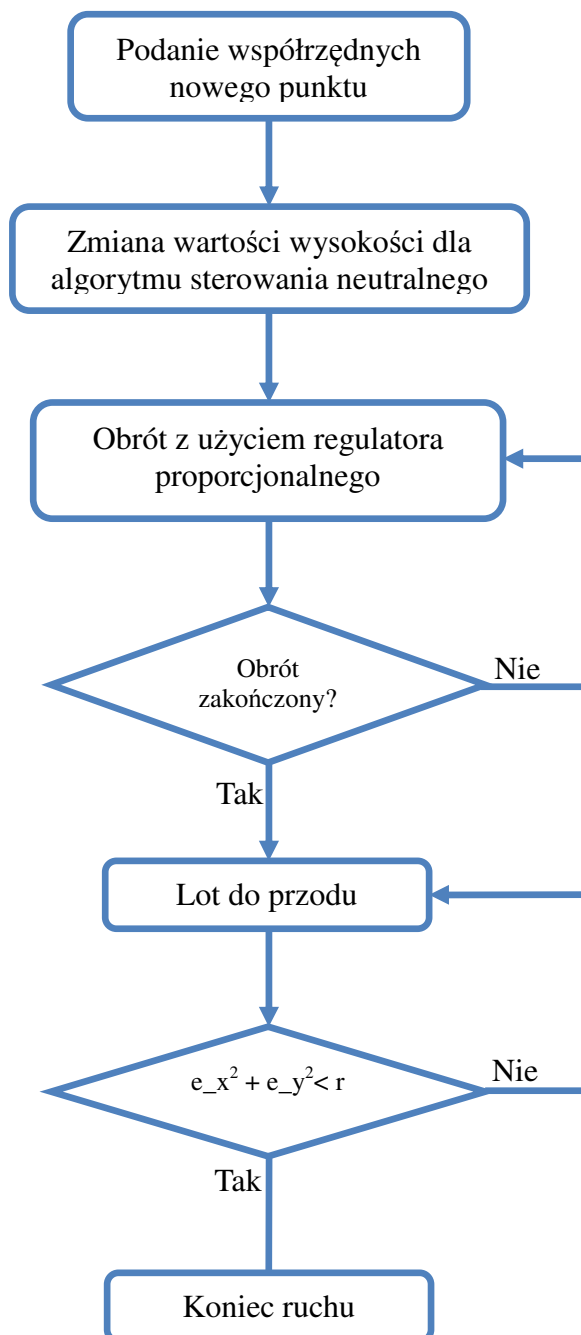 Podanie współrzędnych
nowego punktu
Zmiana wartości wysokości dla
algorytmu sterowania neutralnego
Obrót z użyciem regulatora
proporcjonalnego
Obrót
zakończony?
Nie
Tak
Lot do przodu
e_x² + e_y²< r
Nie
Tak
Koniec ruchu